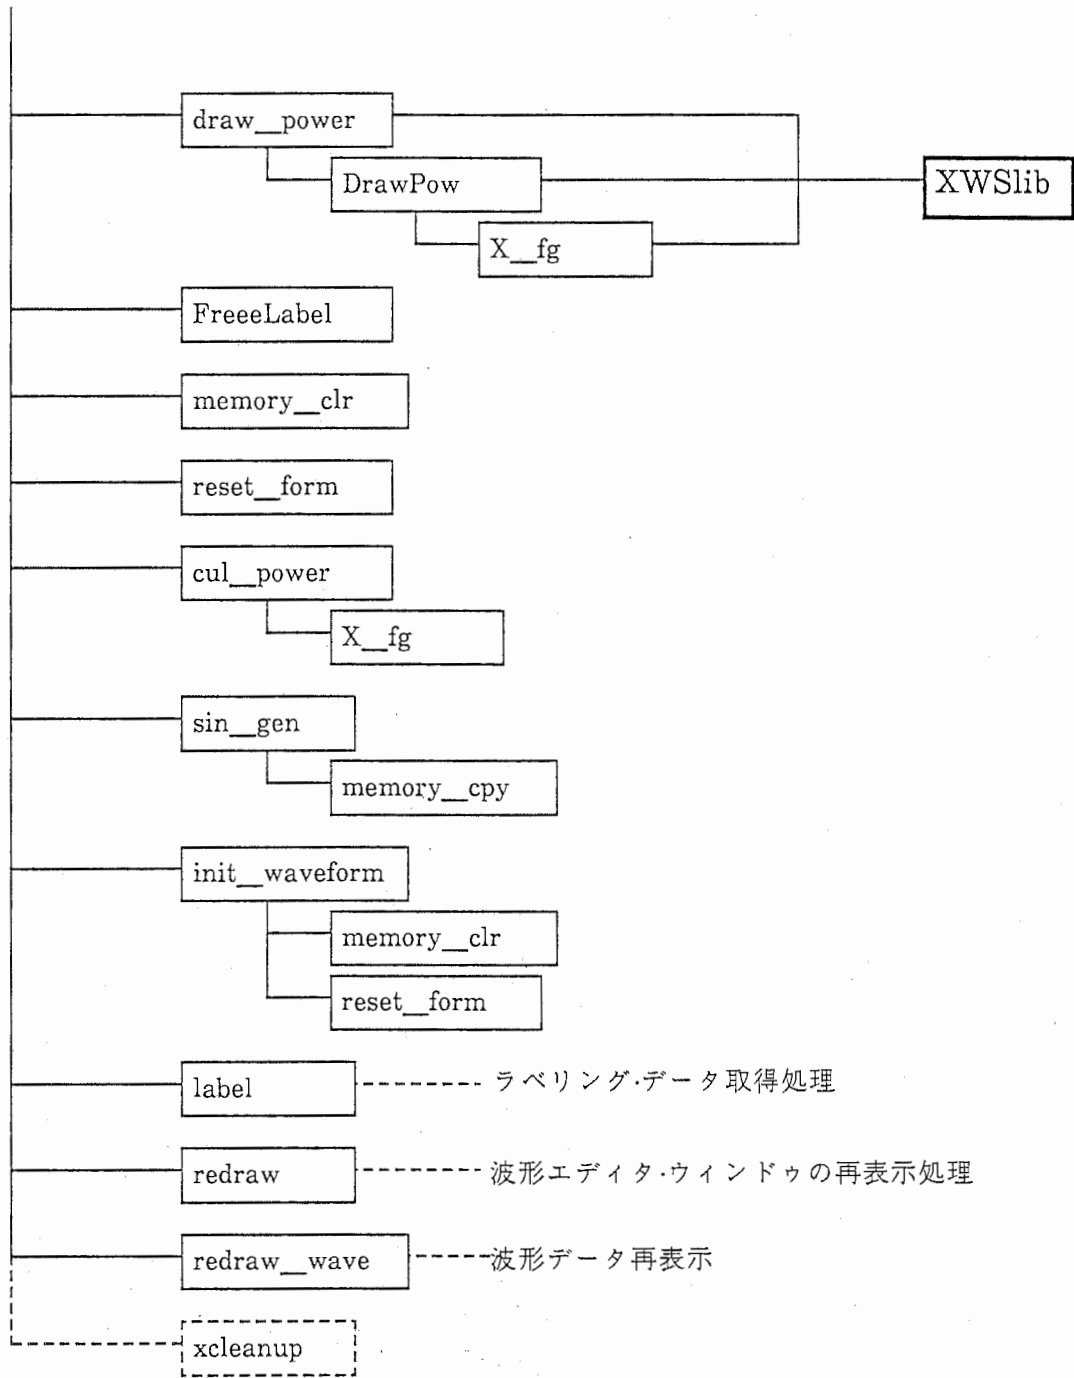 draw__power
DrawPow
XWSlib
X__fg
FreeeLabel
memory__clr
reset__form
cul__power
X__fg
sin__gen
memory__cpy
init__waveform
memory__clr
reset__form
label ラベリング·データ取得処理
redraw 波形エディタ·ウィンドゥの再表示処理
redraw__wave 波形データ再表示
xcleanup